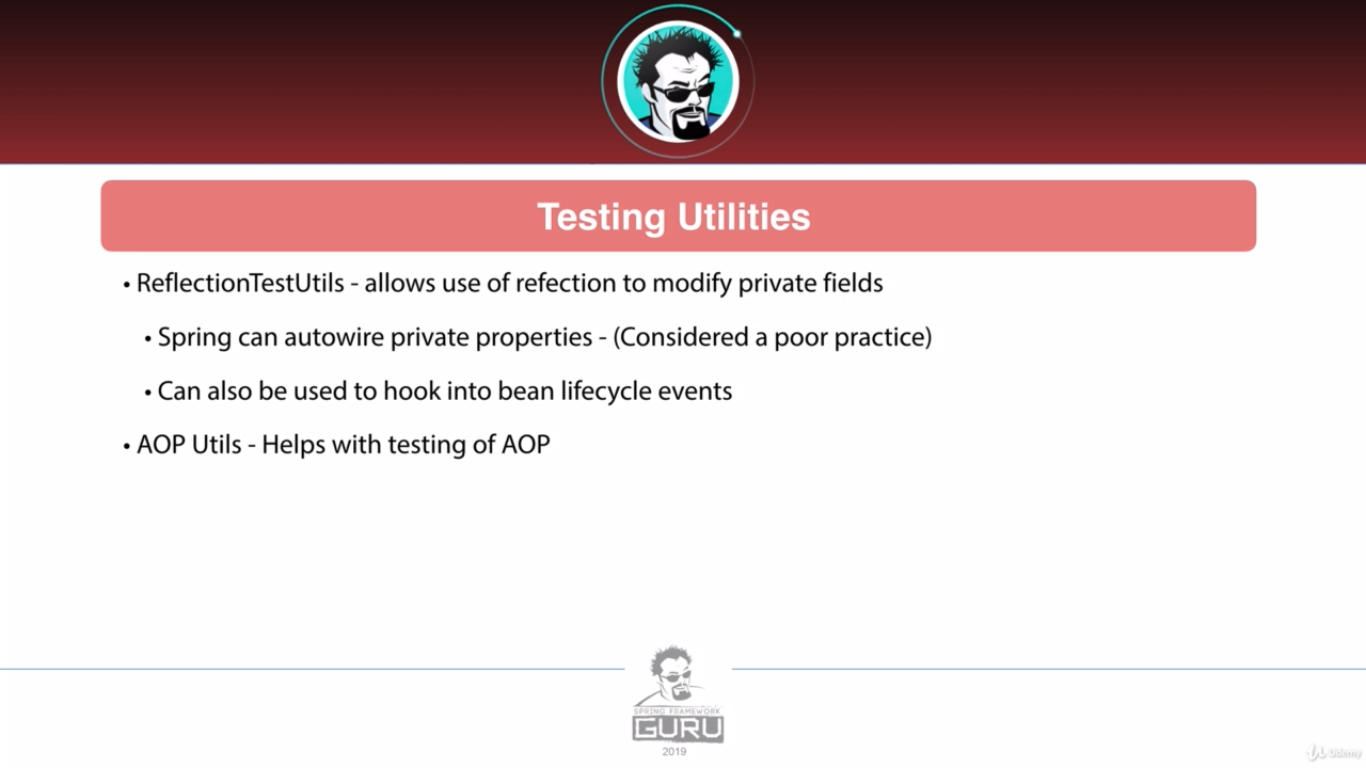 Testing Utilities
• ReflectionTestUtils - allows use of refection to modify private fields
• Spring can autowire private properties - (Considered a poor practice)
• Can also be used to hook into bean lifecycle events
• AOP Utils - Helps with testing of AOP
SPRING FRAMEWORK
GURU
2019
Udemy